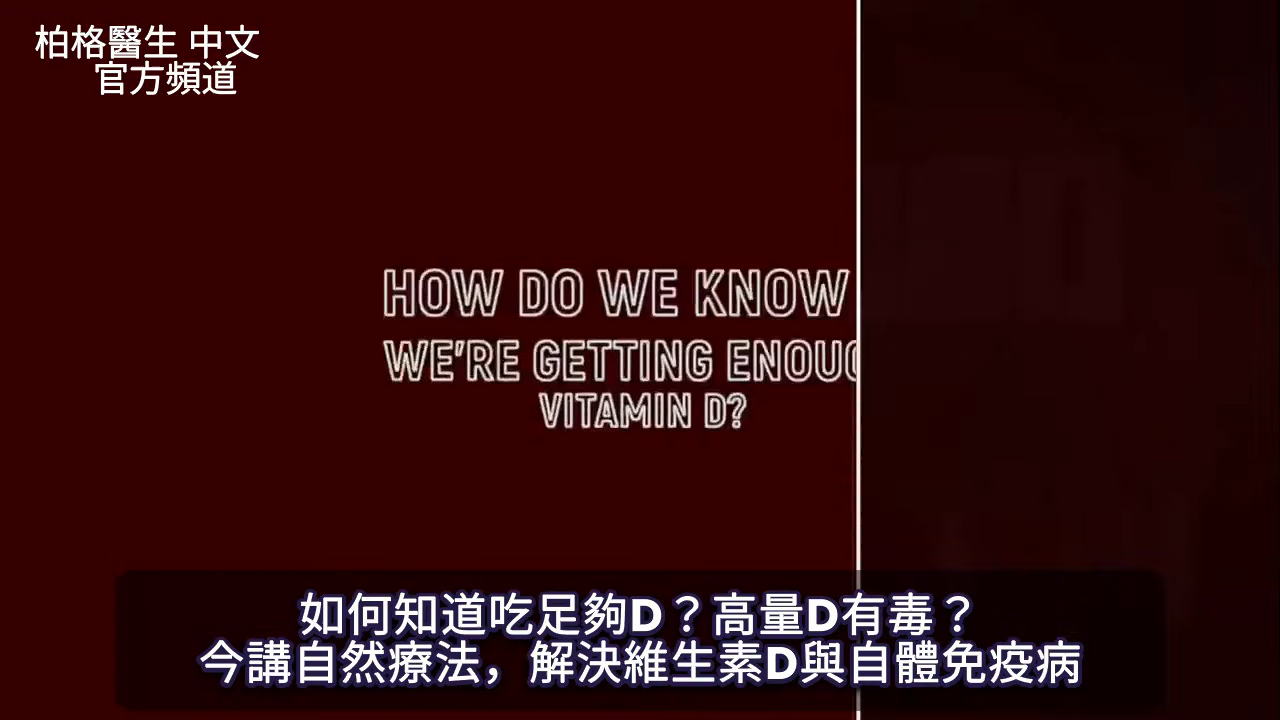 柏格醫生 中文
官方頻道
HOW DO WE KNOW
WE'RE GETTING ENOUG
VITAMIN D?
如何知道吃足夠D？高量D有毒？
今講自然療法，解決維生素D與自體免疫病